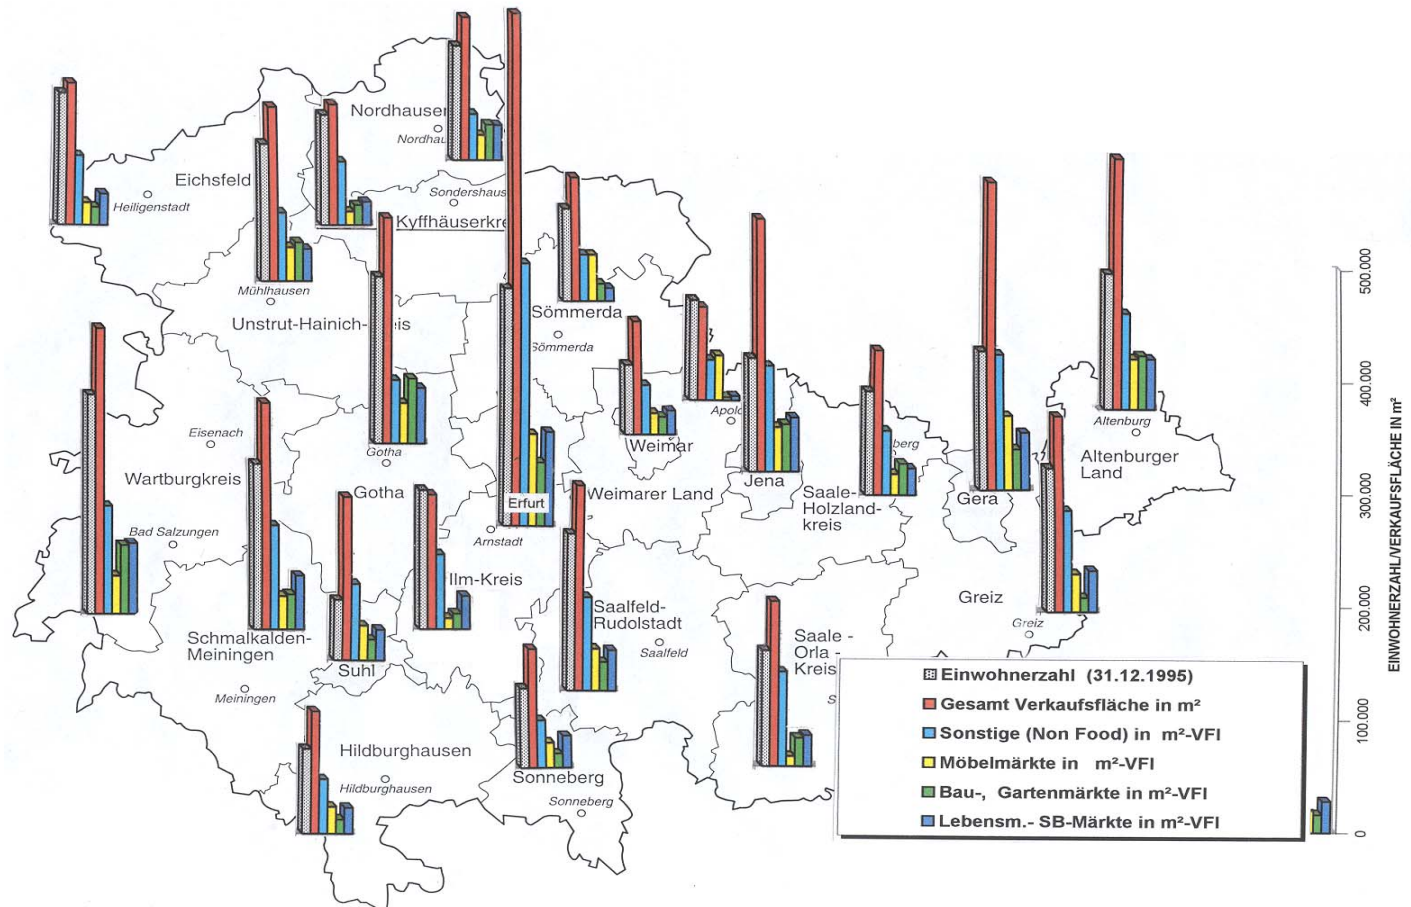 Nordhausen
Nordhau
Eichsfeld
Heiligenstadt
Sondershaus
Kyffhäuserkre
Mühlhausen
Unstrut-Hainich-Kreis
Sömmerda
Sömmerda
Eisenach
Wartburgkreis
Bad Salzungen
Gotha
Gotha
Weimar
Apold
Jena
Weimarer Land
Erfurt
Arnstadt
Ilm-Kreis
berg
Saale-
Holzland-
kreis
Gera
Altenburg
Altenburger
Land
Greiz
Greiz
Schmalkalden-
Meiningen
Meiningen
Suhl
Saalfeld-
Rudolstadt
Saalfeld
Saale -
Orla -
Kreis
S
Hildburghausen
Hildburghausen
Sonneberg
Sonneberg
Einwohnerzahl (31.12.1995)
Gesamt Verkaufsfläche in m²
Sonstige (Non Food) in m²-VFl
Möbelmärkte in m²-VFl
Bau-, Gartenmärkte in m²-VFl
Lebensm.- SB-Märkte in m²-VFl
500.000
400.000
300.000
200.000
100.000
0
EINWOHNERZAHL/VERKAUFSFLÄCHE IN m²